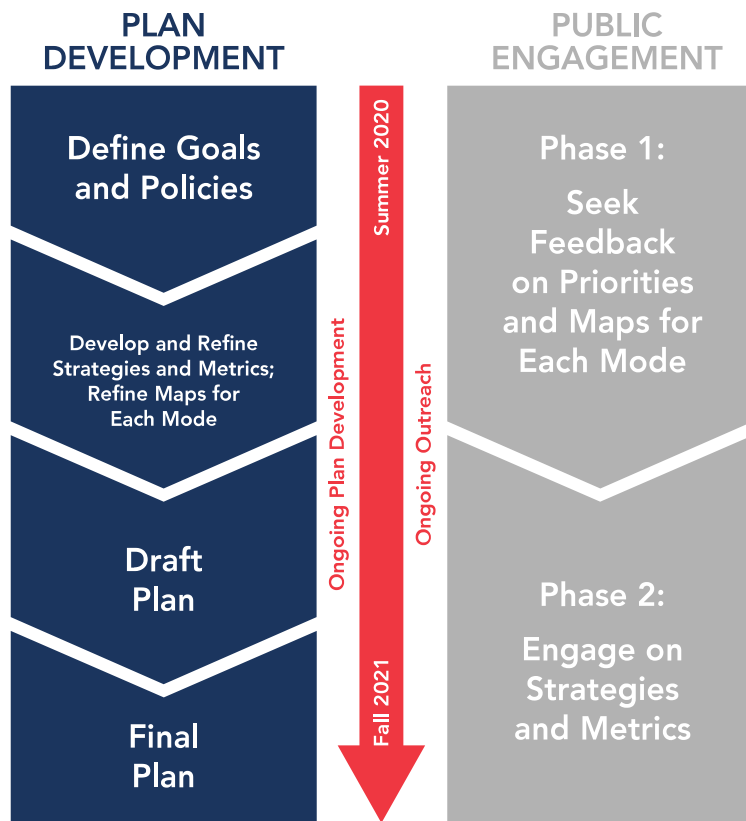 PLAN
DEVELOPMENT
Define Goals
and Policies
Develop and Refine
Strategies and Metrics;
Refine Maps for
Each Mode
Draft
Plan
Final
Plan
Ongoing Plan Development
Summer 2020
Fall 2021
Ongoing Outreach
PUBLIC
ENGAGEMENT
Phase 1:
Seek
Feedback
on Priorities
and Maps for
Each Mode
Phase 2:
Engage on
Strategies
and Metrics